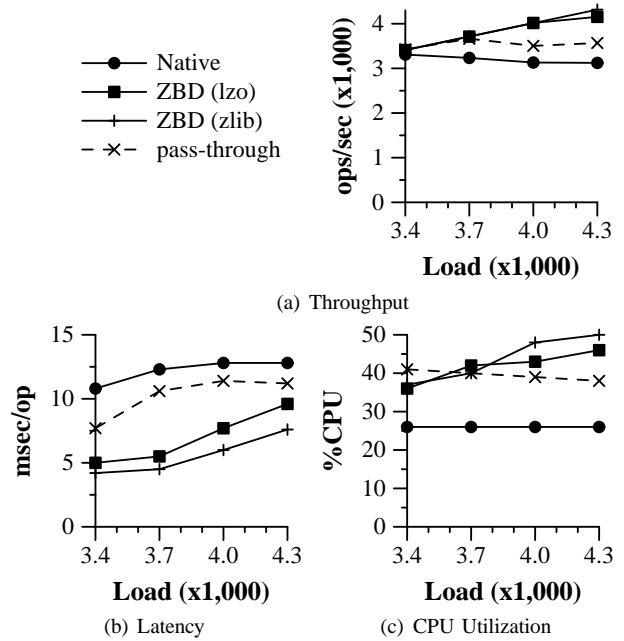 Native
ZBD (lzo)
ZBD (zlib)
pass-through
ops/sec (x1,000)
4
3
2
1
0
3.4 3.7 4.0 4.3
Load (x1,000)
(a) Throughput
msec/op
15
10
5
0
3.4 3.7 4.0 4.3
Load (x1,000)
(b) Latency
%CPU
50
40
30
20
10
0
3.4 3.7 4.0 4.3
Load (x1,000)
(c) CPU Utilization